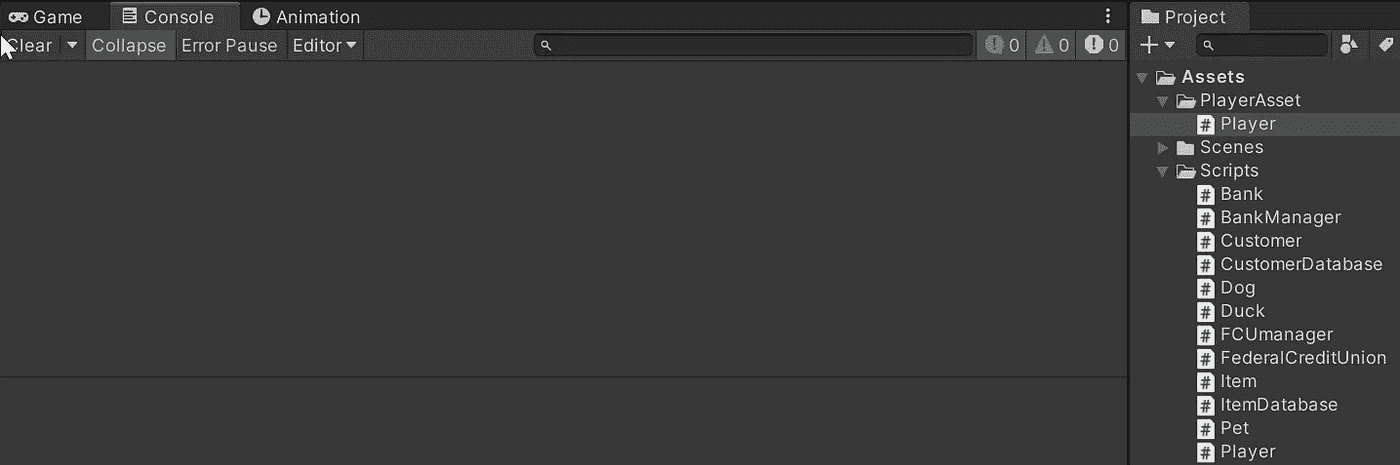 Game Console Animation
Clear Collapse Error Pause Editor 0 0 0
Project
Assets
PlayerAsset
# Player
Scenes
Scripts
# Bank
# BankManager
# Customer
# CustomerDatabase
# Dog
# Duck
# FCUmanager
# FederalCreditUnion
# Item
# ItemDatabase
# Pet
# Player